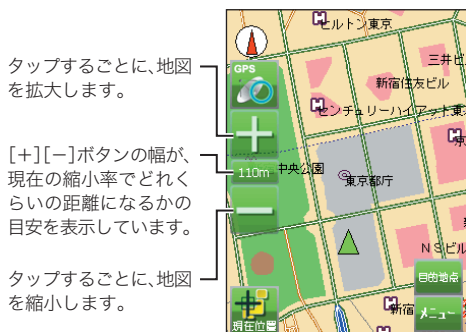 タップするごとに、地図
を拡大します。
[+][−]ボタンの幅が、
現在の縮小率でどれく
らいの距離になるかの
目安を表示しています。
タップするごとに、地図
を縮小します。
ヒルトン東京
三井ビ
GPS
新宿住友ビル
センチュリーハイアット東
＋
110m
中央公園
東京都庁
−
NSビル
目的地点
新宿
メニュー
現在位置